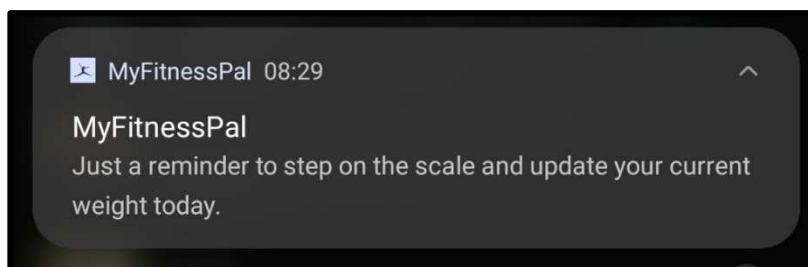 MyFitnessPal 08:29
MyFitnessPal
Just a reminder to step on the scale and update your current
weight today.